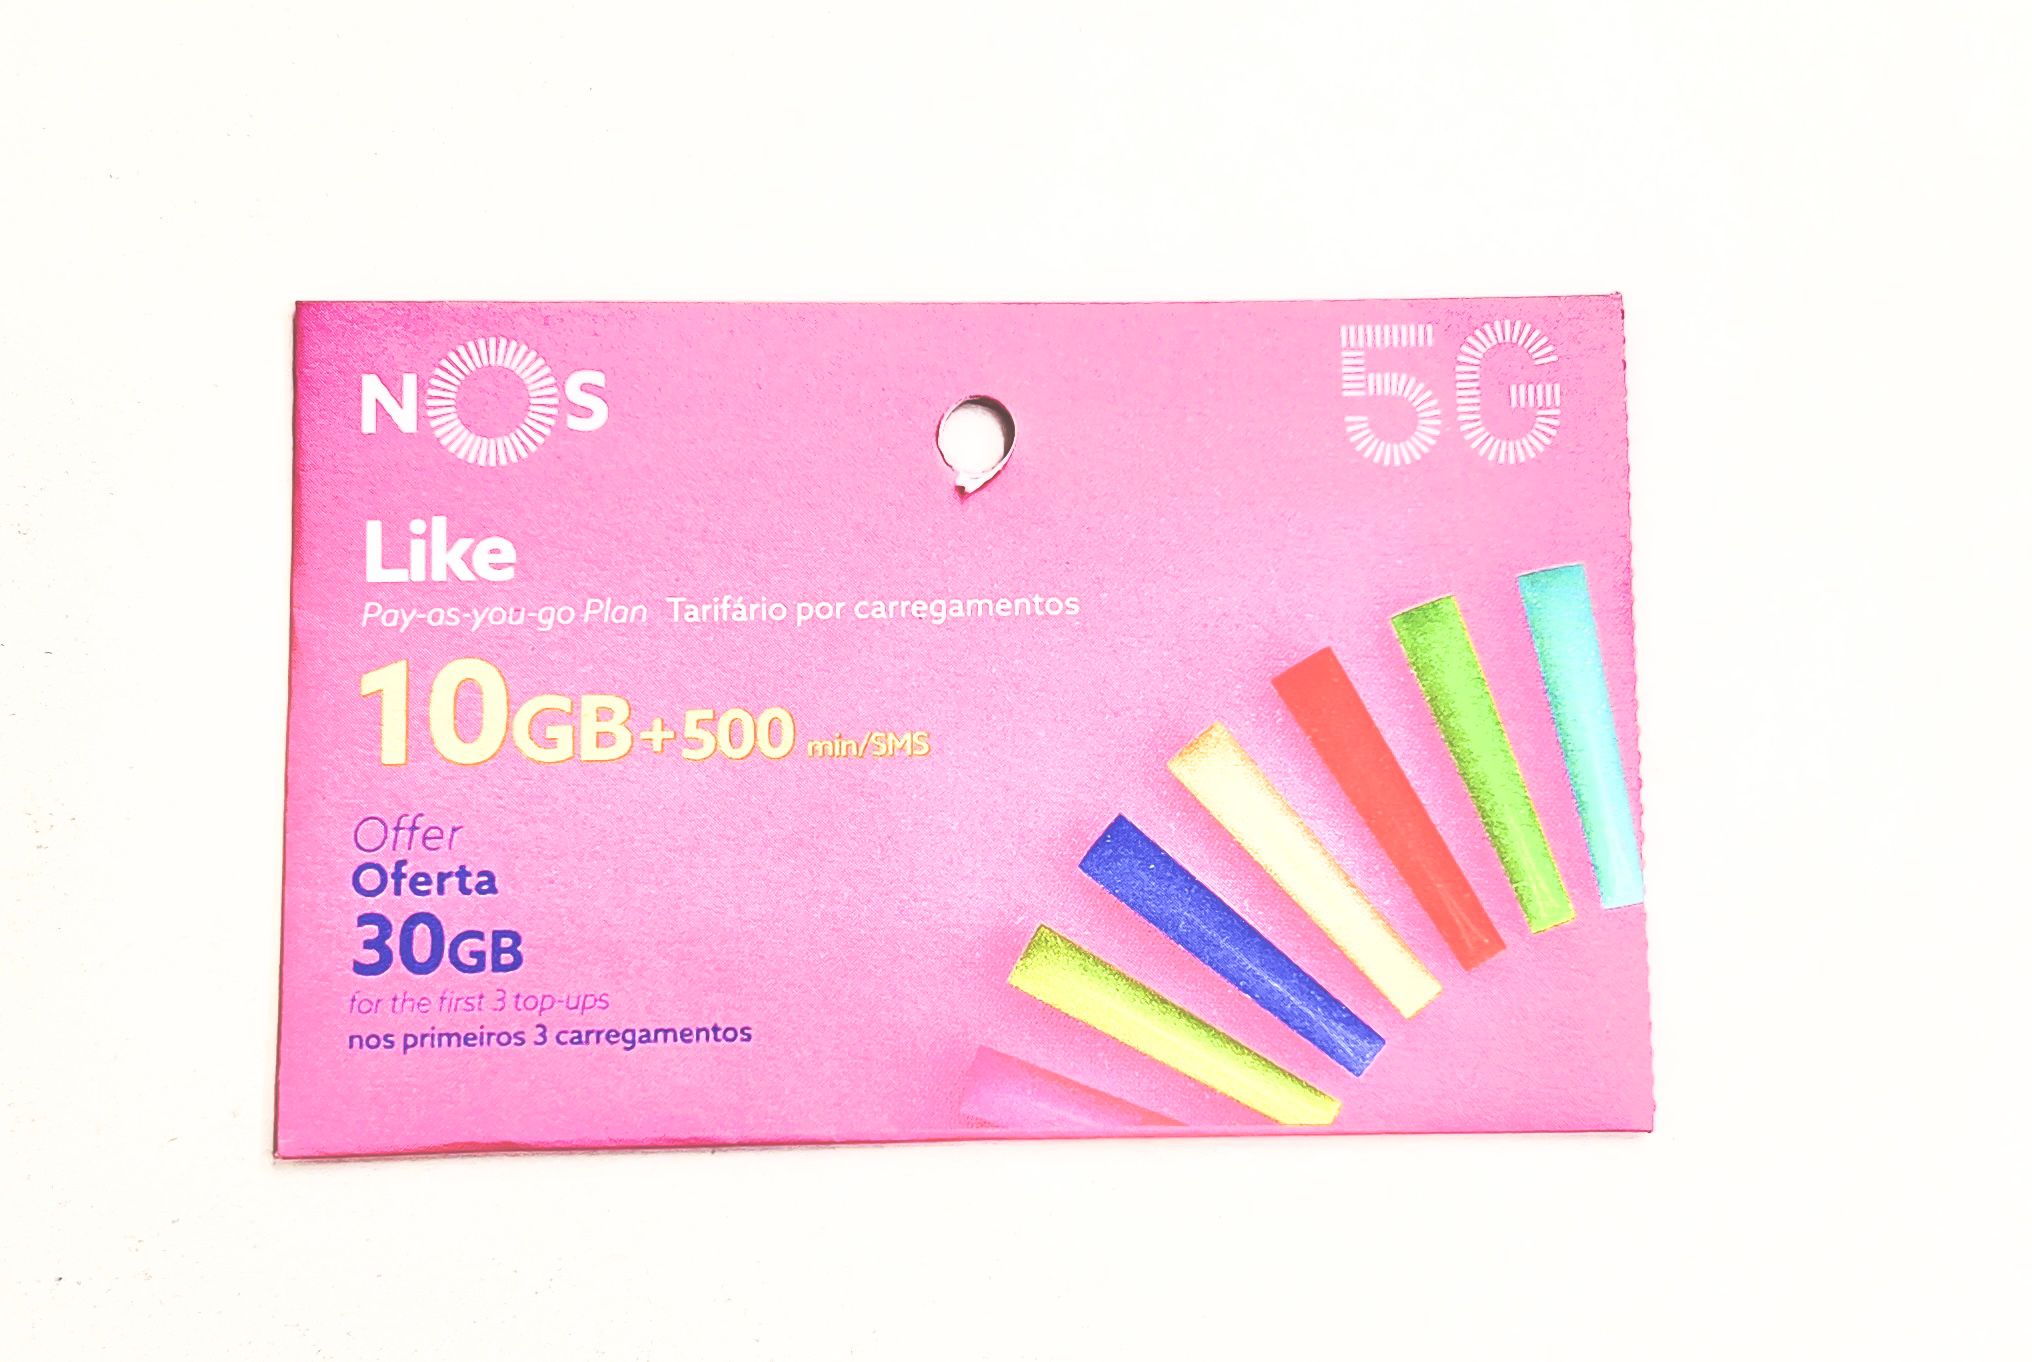 NOS
5G
Like
Pay-as-you-go Plan Tarifário por carregamentos
10GB+500 min/SMS
Offer
Oferta
30GB
for the first 3 top-ups
nos primeiros 3 carregamentos